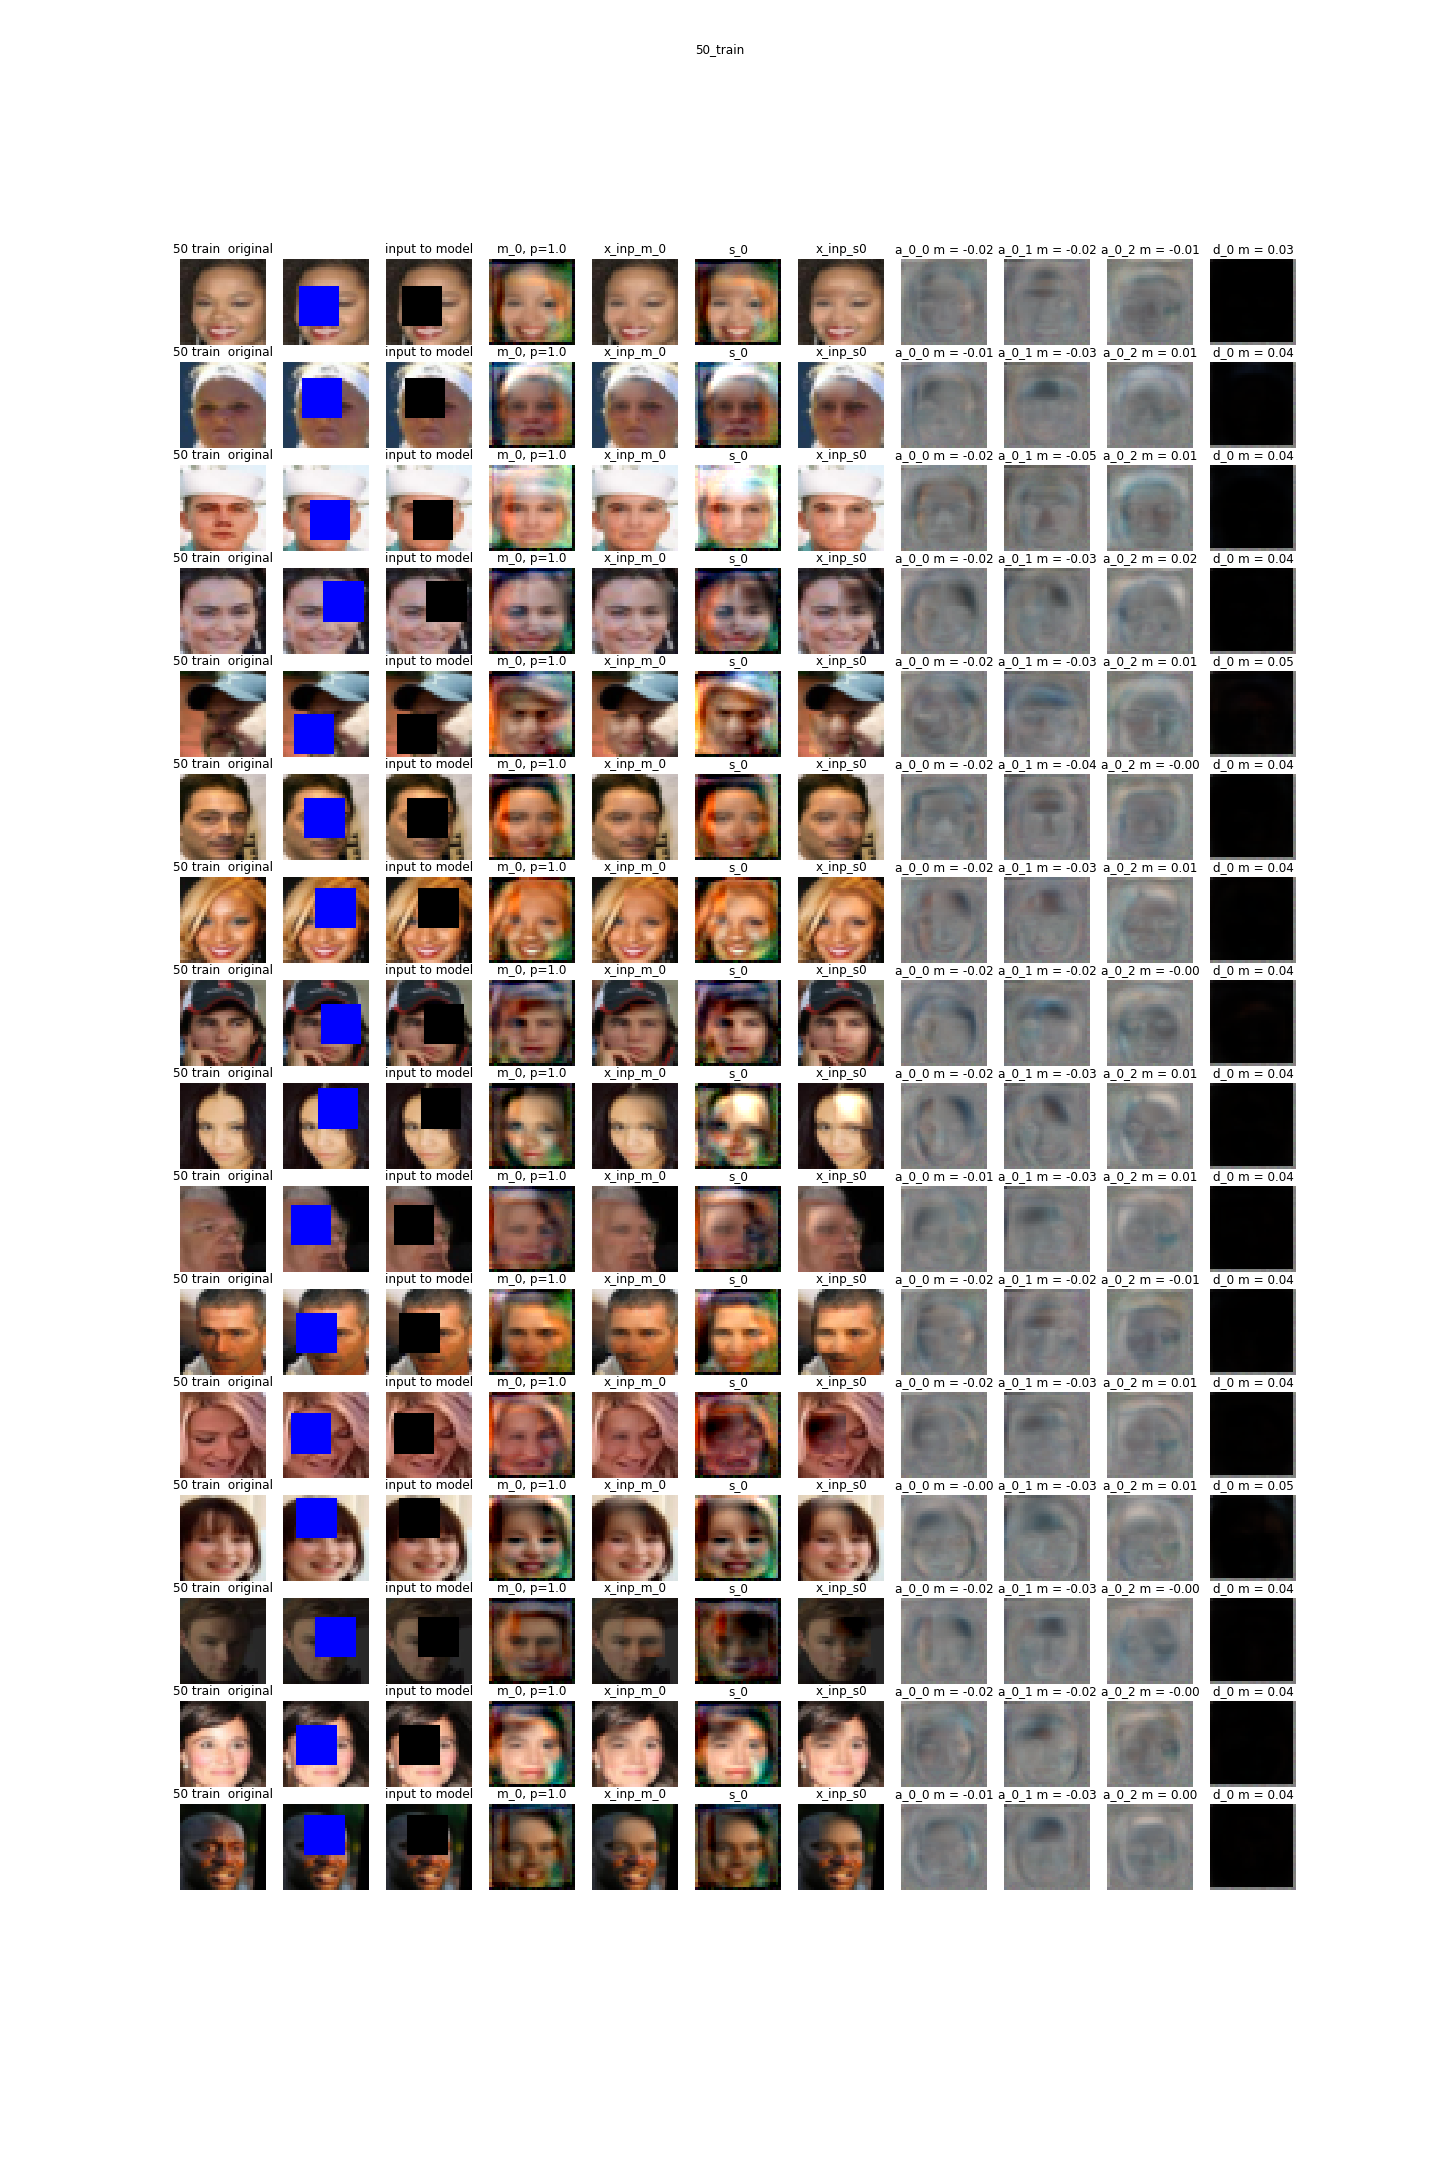 50_train
50 train  original input to model m_0, p=1.0 x_inp_m_0 s_0 x_inp_s0 a_0_0 m = -0.02 a_0_1 m = -0.02 a_0_2 m = -0.01 d_0 m = 0.03
50 train  original input to model m_0, p=1.0 x_inp_m_0 s_0 x_inp_s0 a_0_0 m = -0.01 a_0_1 m = -0.03 a_0_2 m = 0.01 d_0 m = 0.04
50 train  original input to model m_0, p=1.0 x_inp_m_0 s_0 x_inp_s0 a_0_0 m = -0.02 a_0_1 m = -0.05 a_0_2 m = 0.01 d_0 m = 0.04
50 train  original input to model m_0, p=1.0 x_inp_m_0 s_0 x_inp_s0 a_0_0 m = -0.02 a_0_1 m = -0.03 a_0_2 m = 0.02 d_0 m = 0.04
50 train  original input to model m_0, p=1.0 x_inp_m_0 s_0 x_inp_s0 a_0_0 m = -0.02 a_0_1 m = -0.03 a_0_2 m = 0.01 d_0 m = 0.05
50 train  original input to model m_0, p=1.0 x_inp_m_0 s_0 x_inp_s0 a_0_0 m = -0.02 a_0_1 m = -0.04 a_0_2 m = -0.00 d_0 m = 0.04
50 train  original input to model m_0, p=1.0 x_inp_m_0 s_0 x_inp_s0 a_0_0 m = -0.02 a_0_1 m = -0.03 a_0_2 m = 0.01 d_0 m = 0.04
50 train  original input to model m_0, p=1.0 x_inp_m_0 s_0 x_inp_s0 a_0_0 m = -0.02 a_0_1 m = -0.02 a_0_2 m = -0.00 d_0 m = 0.04
50 train  original input to model m_0, p=1.0 x_inp_m_0 s_0 x_inp_s0 a_0_0 m = -0.02 a_0_1 m = -0.03 a_0_2 m = 0.01 d_0 m = 0.04
50 train  original input to model m_0, p=1.0 x_inp_m_0 s_0 x_inp_s0 a_0_0 m = -0.01 a_0_1 m = -0.03 a_0_2 m = 0.01 d_0 m = 0.04
50 train  original input to model m_0, p=1.0 x_inp_m_0 s_0 x_inp_s0 a_0_0 m = -0.02 a_0_1 m = -0.02 a_0_2 m = -0.01 d_0 m = 0.04
50 train  original input to model m_0, p=1.0 x_inp_m_0 s_0 x_inp_s0 a_0_0 m = -0.02 a_0_1 m = -0.03 a_0_2 m = 0.01 d_0 m = 0.04
50 train  original input to model m_0, p=1.0 x_inp_m_0 s_0 x_inp_s0 a_0_0 m = -0.00 a_0_1 m = -0.03 a_0_2 m = 0.01 d_0 m = 0.05
50 train  original input to model m_0, p=1.0 x_inp_m_0 s_0 x_inp_s0 a_0_0 m = -0.02 a_0_1 m = -0.03 a_0_2 m = -0.00 d_0 m = 0.04
50 train  original input to model m_0, p=1.0 x_inp_m_0 s_0 x_inp_s0 a_0_0 m = -0.02 a_0_1 m = -0.02 a_0_2 m = -0.00 d_0 m = 0.04
50 train  original input to model m_0, p=1.0 x_inp_m_0 s_0 x_inp_s0 a_0_0 m = -0.01 a_0_1 m = -0.03 a_0_2 m = 0.00 d_0 m = 0.04